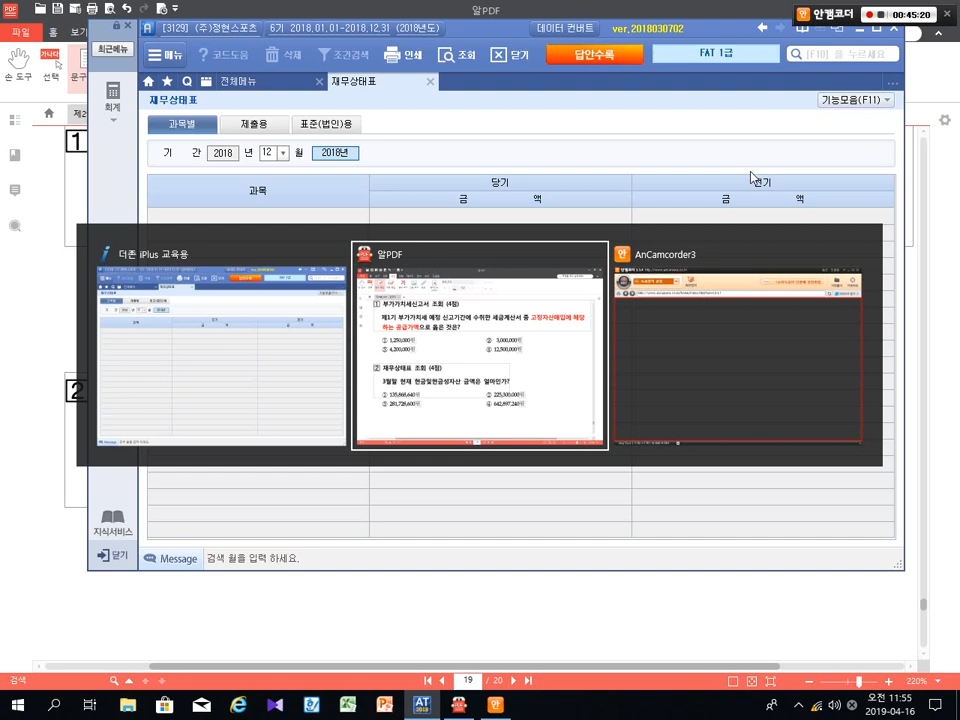 알PDF
안캠코더 00:45:20
파일 홈 보기
최근메뉴
[3129] (주)정현스포츠 6기 2018.01.01~2018.12.31 (2018년도) 데이터 컨버트 ver,2018030702
메뉴 코드도움 삭제 조건검색 인쇄 조회 닫기 답안수록 FAT 1급 [F10] 를 누르세요
손 도구 선택 문구
회계
전체메뉴 재무상태표
재무상태표 기능모음(F11)
과목별 제출용 표준(법인)용
기 간 2018 년 12 월 2018년
과목 당기 전기
금 액 금 액
1
2
더존 iPlus 교육용 알PDF AnCamcorder3
1 부가가치세신고서 조회 (4점)
제1기 부가가치세 예정 신고기간에 수취한 세금계산서 중 고정자산매입에 해당
하는 공급가액으로 옳은 것은?
① 1,250,000원 ② 3,000,000원
③ 4,200,000원 ④ 12,500,000원
2 재무상태표 조회 (4점)
3월말 현재 현금및현금성자산 금액은 얼마인가?
① 135,868,640원 ② 225,300,000원
③ 281,728,600원 ④ 642,697,240원
지식서비스
닫기
Message 검색 월을 입력 하세요.
검색 19 / 20 220%
오전 11:55
2019-04-16